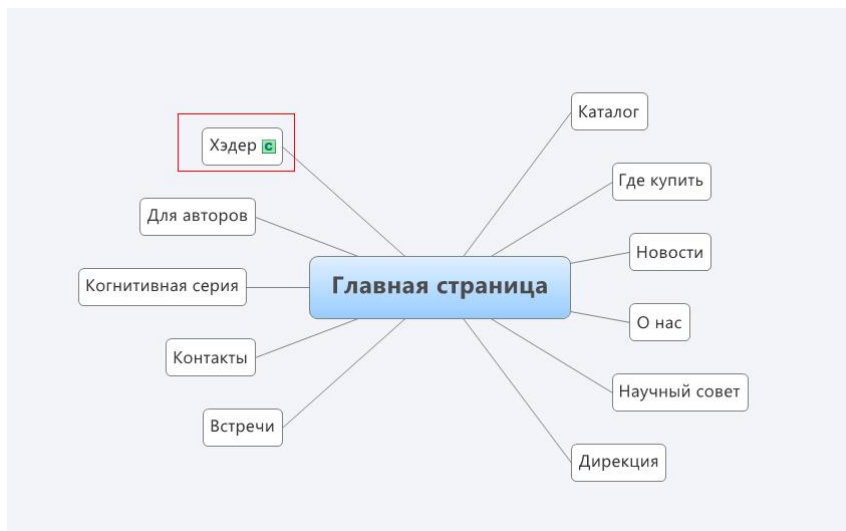 Каталог
Хэдер C
Где купить
Для авторов
Новости
Когнитивная серия
Главная страница
О нас
Контакты
Научный совет
Встречи
Дирекция